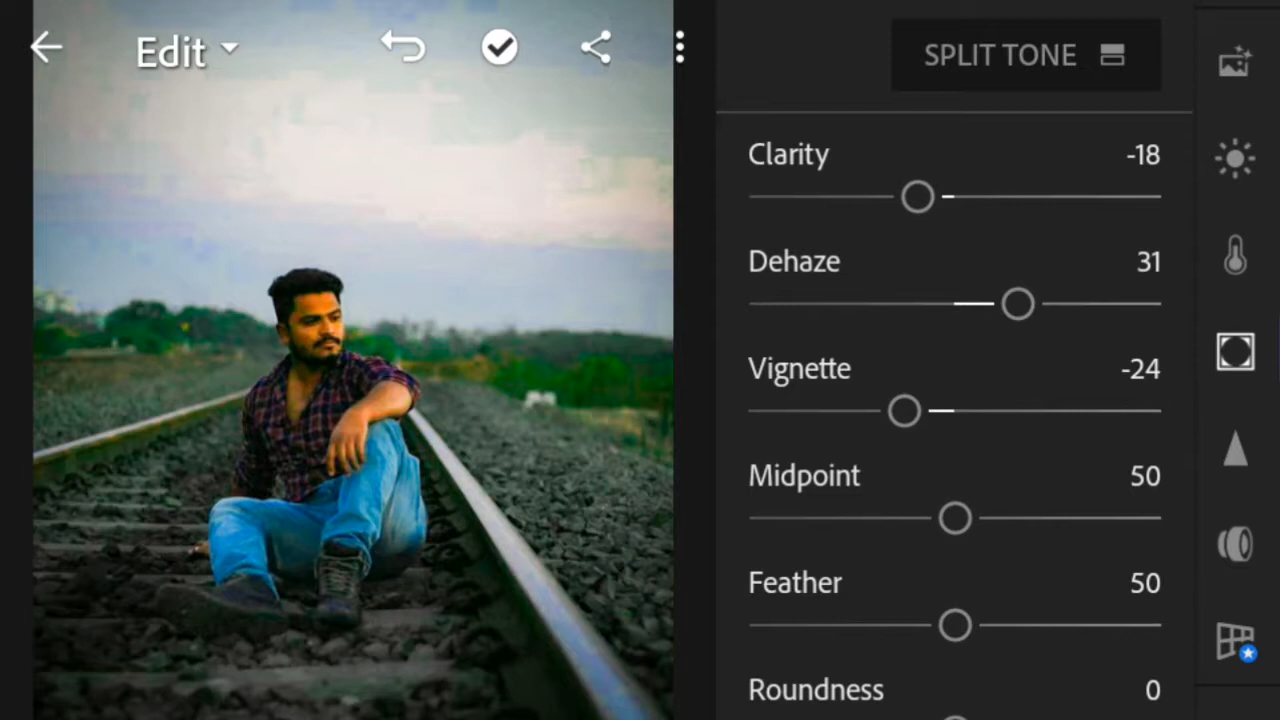 Edit
SPLIT TONE
Clarity -18
Dehaze 31
Vignette -24
Midpoint 50
Feather 50
Roundness 0